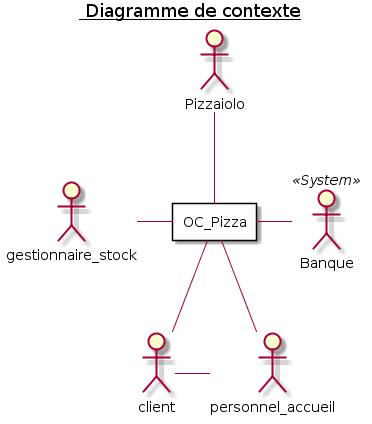 Diagramme de contexte
Pizzaiolo
«System»
OC_Pizza
gestionnaire_stock
Banque
client
personnel_accueil